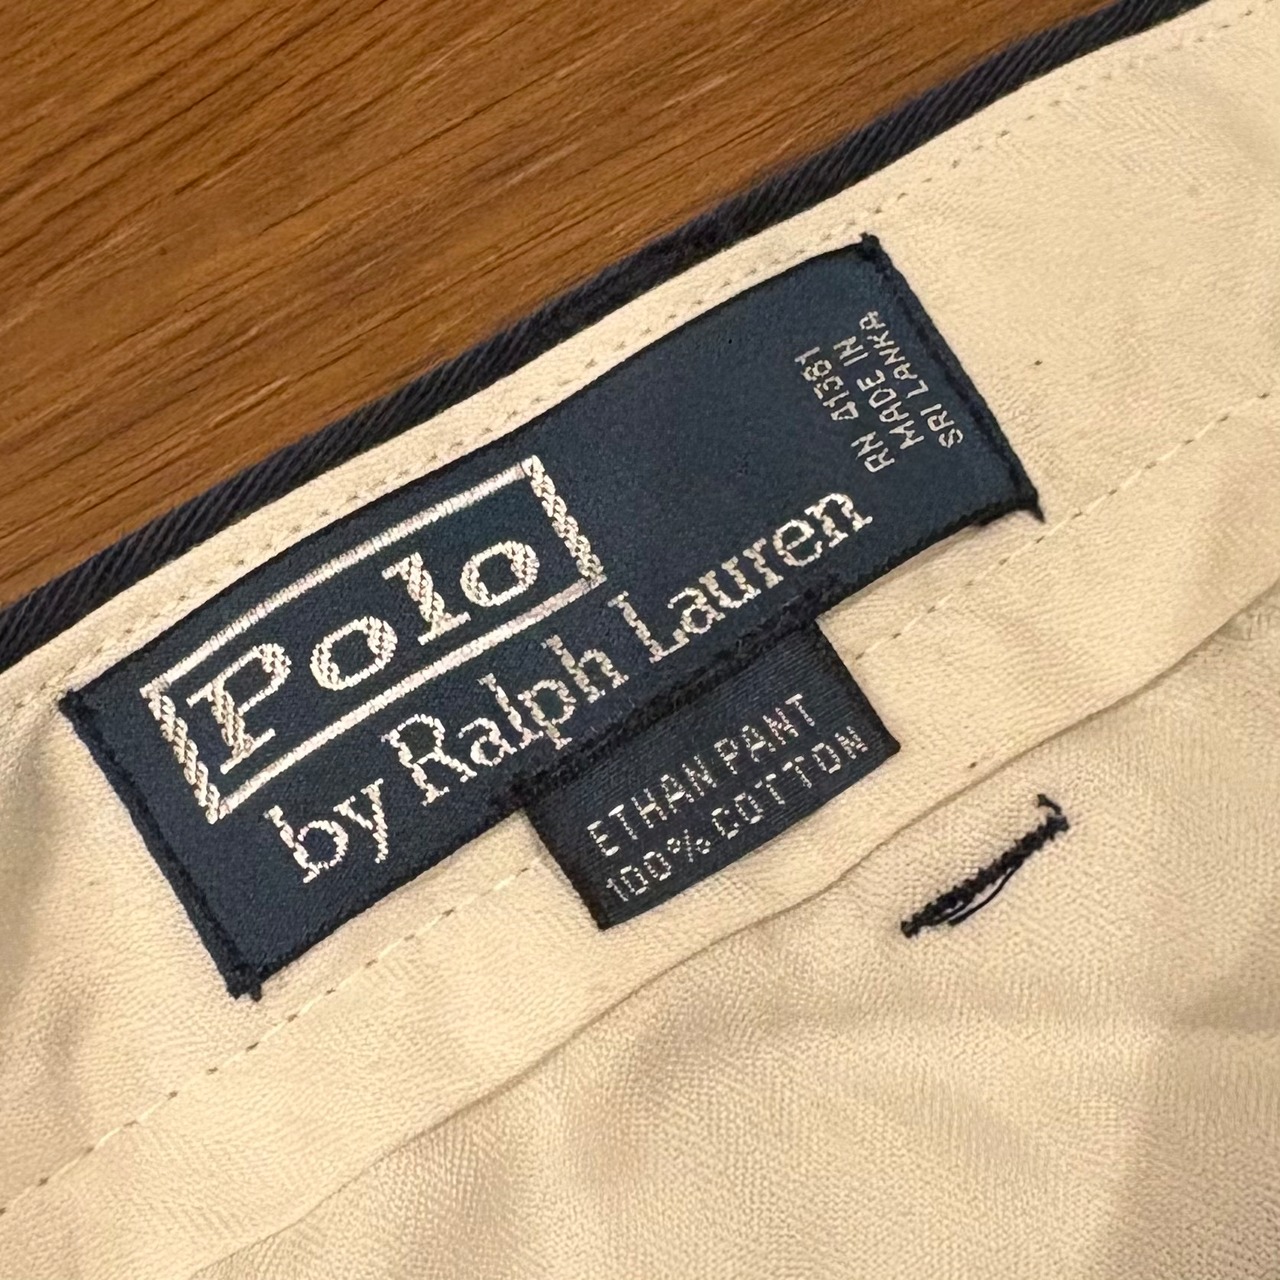 Polo
by Ralph Lauren
RN 41381
MADE IN
SRI LANKA
ETHAN PANT
100% COTTON